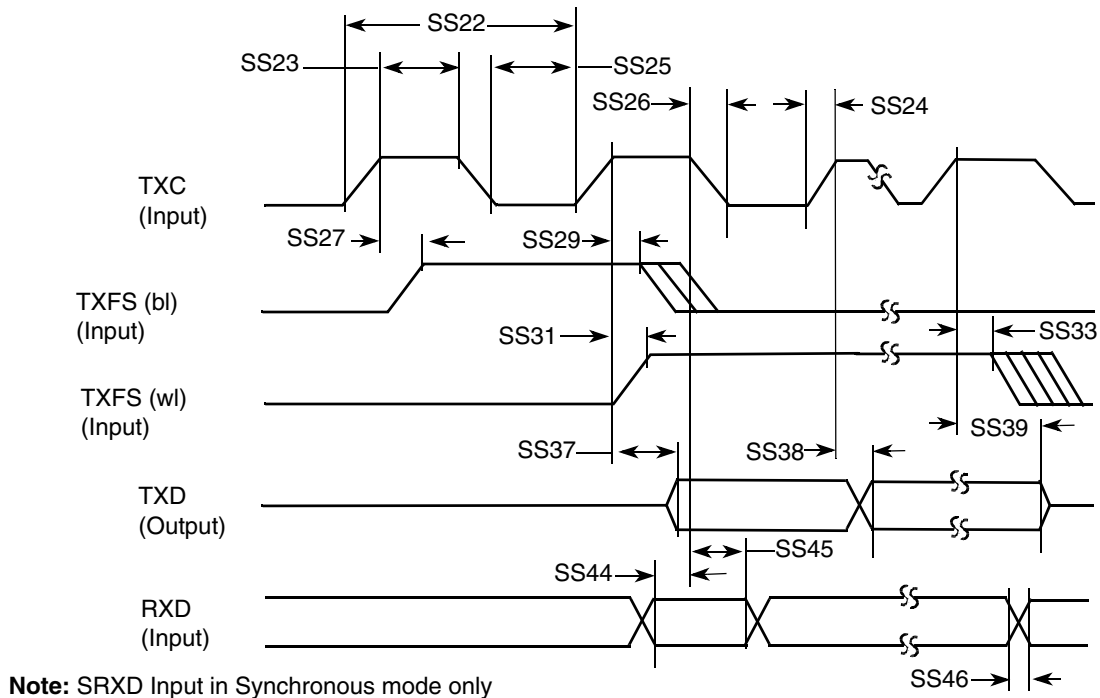 SS22
SS23
SS25
SS26
SS24
TXC
(Input)
SS27
SS29
TXFS (bl)
(Input)
SS31
SS33
TXFS (wl)
(Input)
SS39
SS37
SS38
TXD
(Output)
SS45
SS44
RXD
(Input)
SS46
Note: SRXD Input in Synchronous mode only